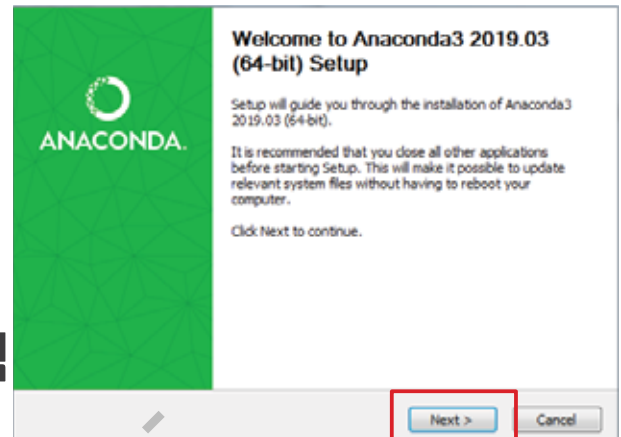 Welcome to Anaconda3 2019.03
(64-bit) Setup
ANACONDA.
Setup will guide you through the installation of Anaconda3
2019.03 (64-bit).
It is recommended that you close all other applications
before starting Setup. This will make it possible to update
relevant system files without having to reboot your
computer.
Click Next to continue.
Next > Cancel